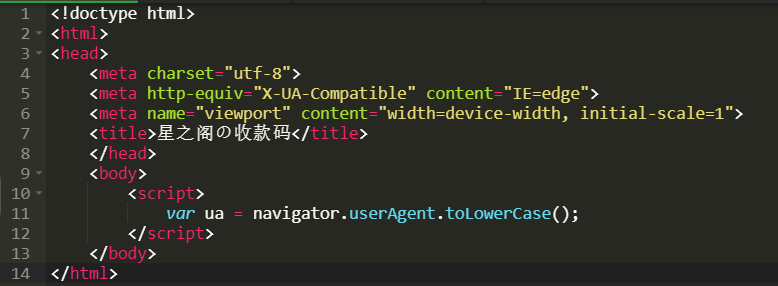 1 <!doctype html>
2 <html>
3 <head>
4 <meta charset="utf-8">
5 <meta http-equiv="X-UA-Compatible" content="IE=edge">
6 <meta name="viewport" content="width=device-width, initial-scale=1">
7 <title>星之阁の收款码</title>
8 </head>
9 <body>
10 <script>
11 var ua = navigator.userAgent.toLowerCase();
12 </script>
13 </body>
14 </html>